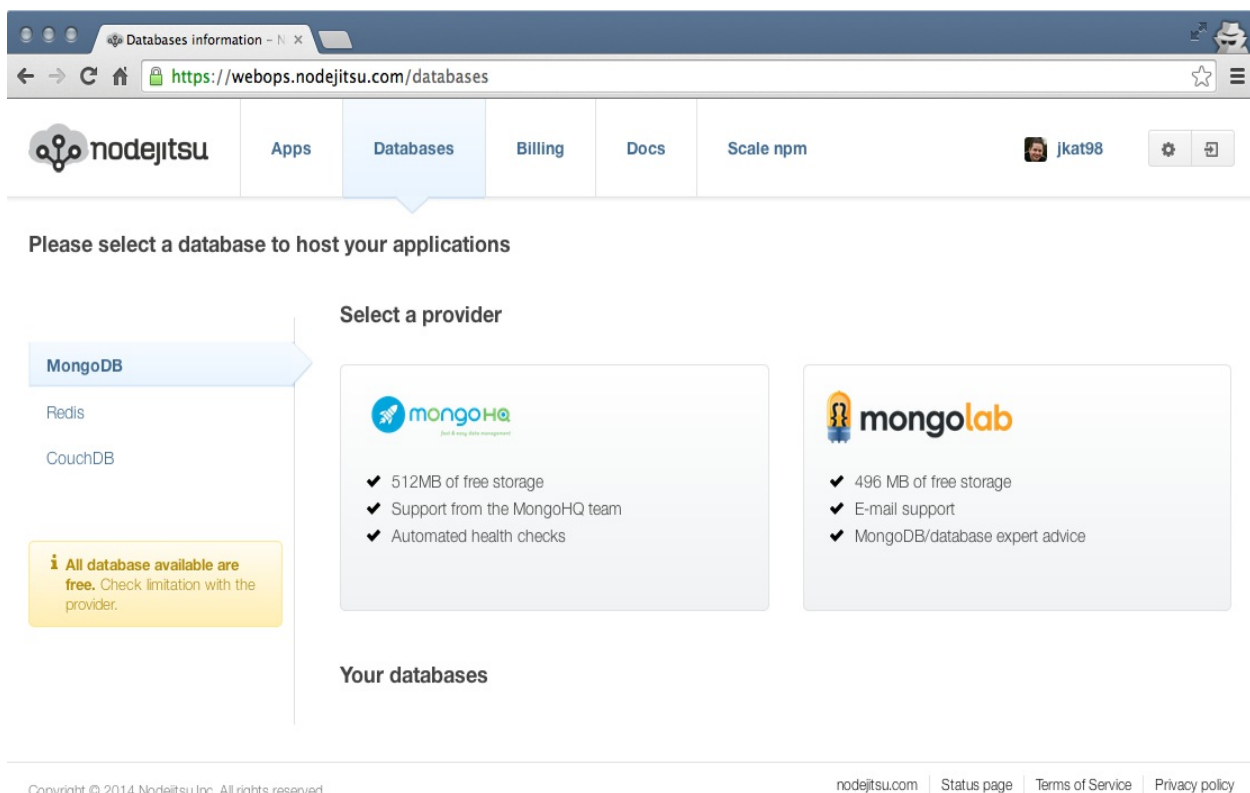 Databases information – N
https://webops.nodejitsu.com/databases
nodejitsu
Apps
Databases
Billing
Docs
Scale npm
jkat98
Please select a database to host your applications
Select a provider
MongoDB
Redis
CouchDB
i All database available are
free. Check limitation with the
provider.
mongoHQ
fast & easy data management
512MB of free storage
Support from the MongoHQ team
Automated health checks
mongolab
496 MB of free storage
E-mail support
MongoDB/database expert advice
Your databases
Copyright © 2014 Nodejitsu Inc. All rights reserved
nodejitsu.com
Status page
Terms of Service
Privacy policy